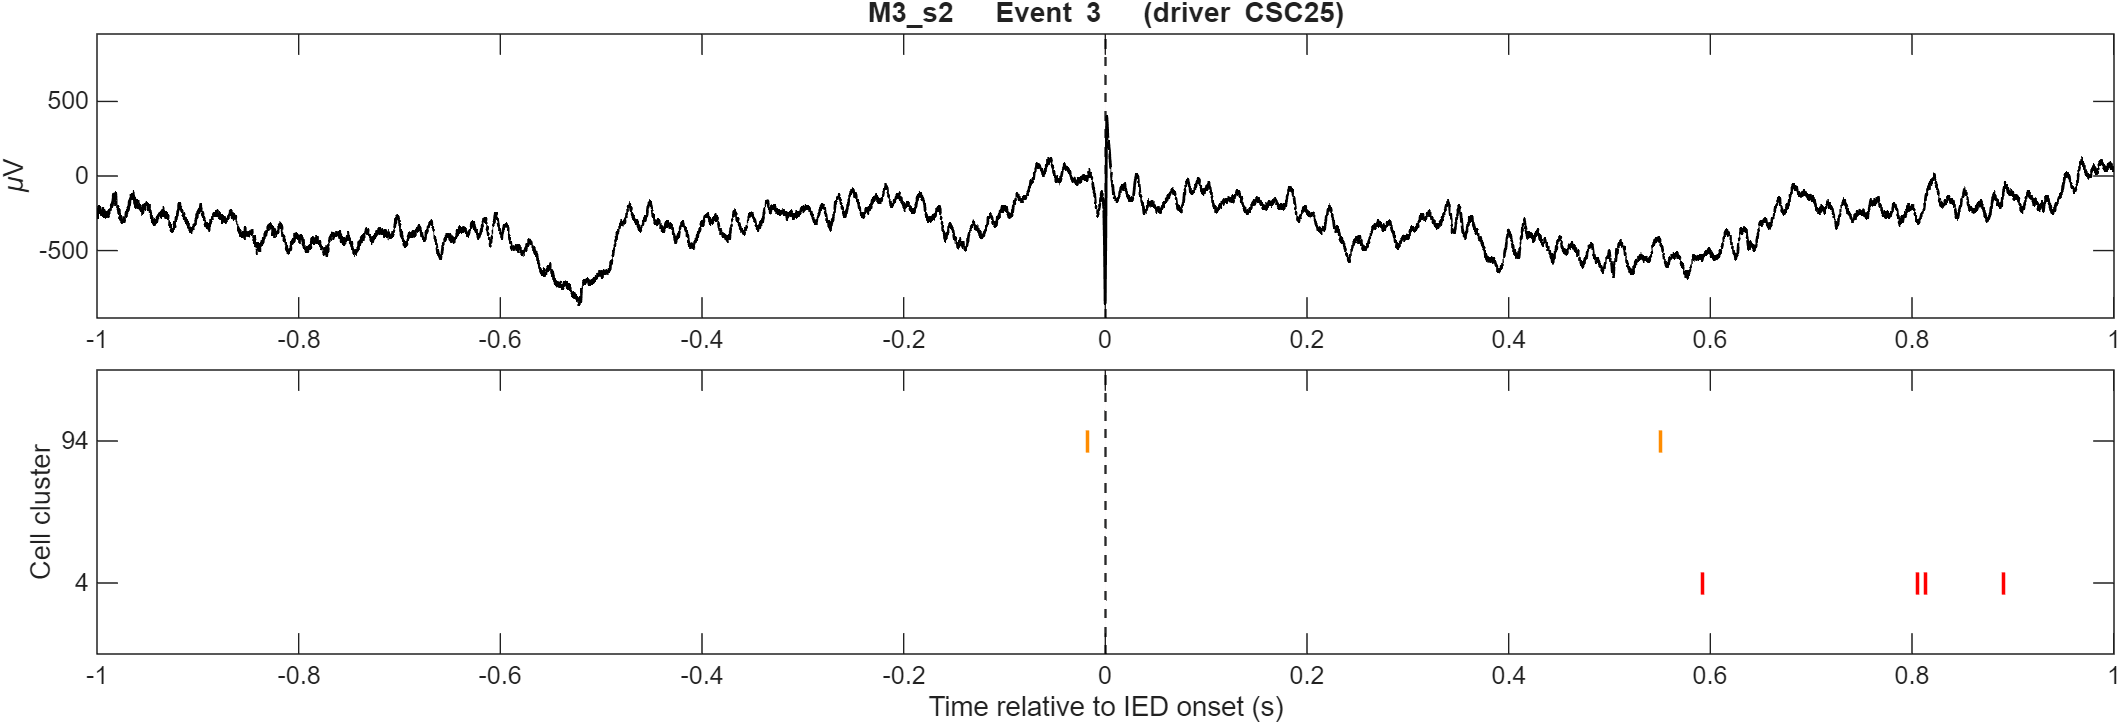 M3_s2 Event 3 (driver CSC25)
500
0
-500
µV
-1 -0.8 -0.6 -0.4 -0.2 0 0.2 0.4 0.6 0.8 1
94
4
Cell cluster
-1 -0.8 -0.6 -0.4 -0.2 0 0.2 0.4 0.6 0.8 1
Time relative to IED onset (s)